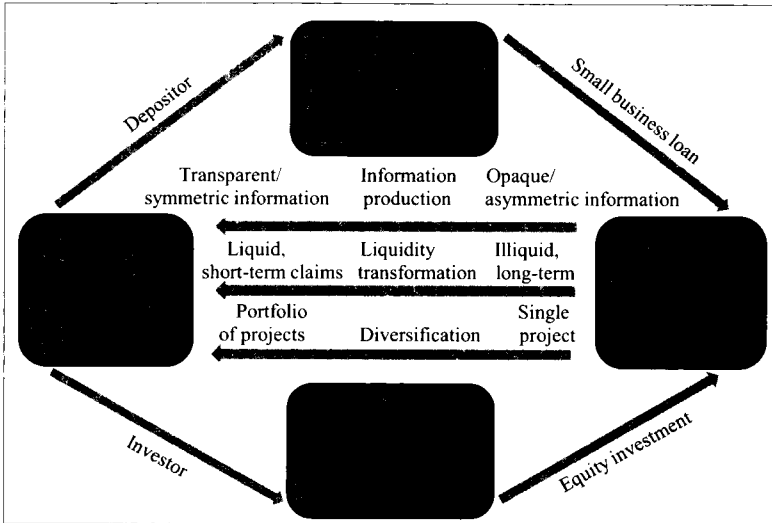 Depositor
Small business loan
Transparent/ Information Opaque/
symmetric information production asymmetric information
Liquid, Liquidity Illiquid,
short-term claims transformation long-term
Portfolio Single
of projects Diversification project
Investor
Equity investment